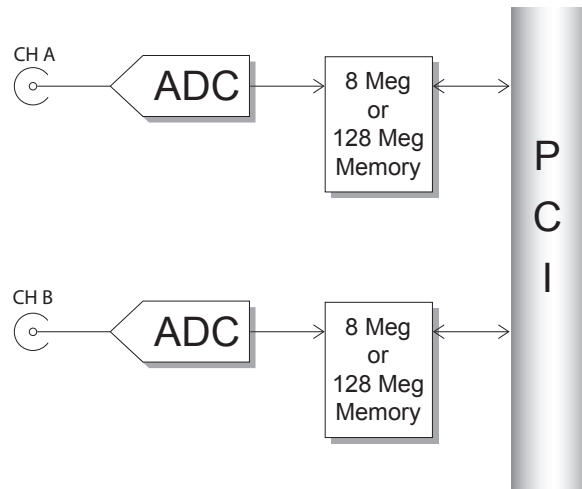 CH A
ADC
8 Meg
or
128 Meg
Memory
P
C
I
CH B
ADC
8 Meg
or
128 Meg
Memory